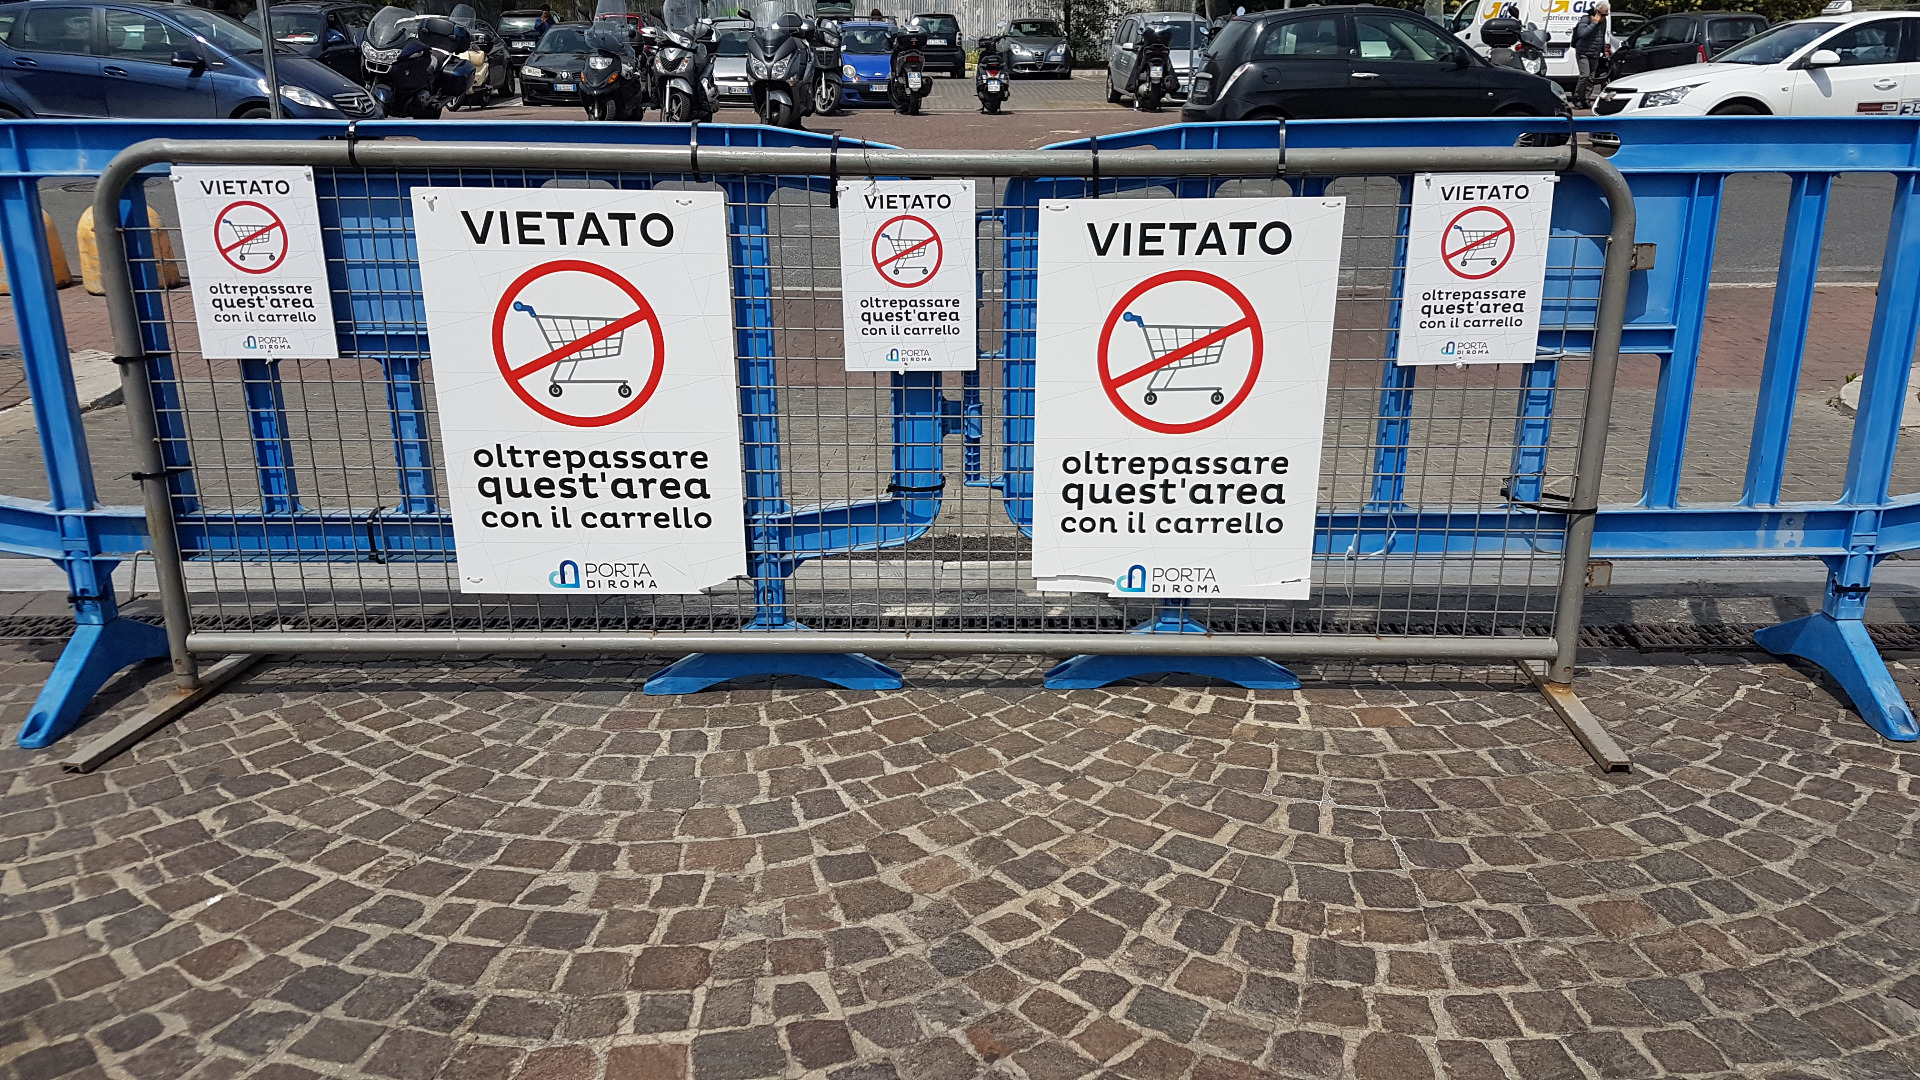 VIETATO
oltrepassare
quest'area
con il carrello
PORTA
DI ROMA
VIETATO
oltrepassare
quest'area
con il carrello
PORTA
DI ROMA
VIETATO
oltrepassare
quest'area
con il carrello
PORTA
DI ROMA
VIETATO
oltrepassare
quest'area
con il carrello
PORTA
DI ROMA
VIETATO
oltrepassare
quest'area
con il carrello
PORTA
DI ROMA
GLS